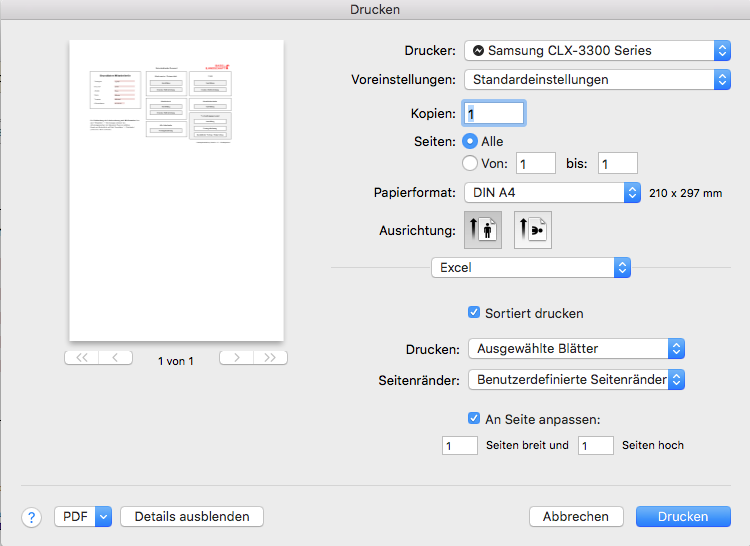 Drucken
Drucker: Samsung CLX-3300 Series
Voreinstellungen: Standardeinstellungen
Kopien: 1
Seiten: Alle
Von: 1 bis: 1
Papierformat: DIN A4 210 x 297 mm
Ausrichtung:
Excel
Sortiert drucken
1 von 1
Drucken: Ausgewählte Blätter
Seitenränder: Benutzerdefinierte Seitenränder
An Seite anpassen:
1 Seiten breit und 1 Seiten hoch
? PDF Details ausblenden Abbrechen Drucken